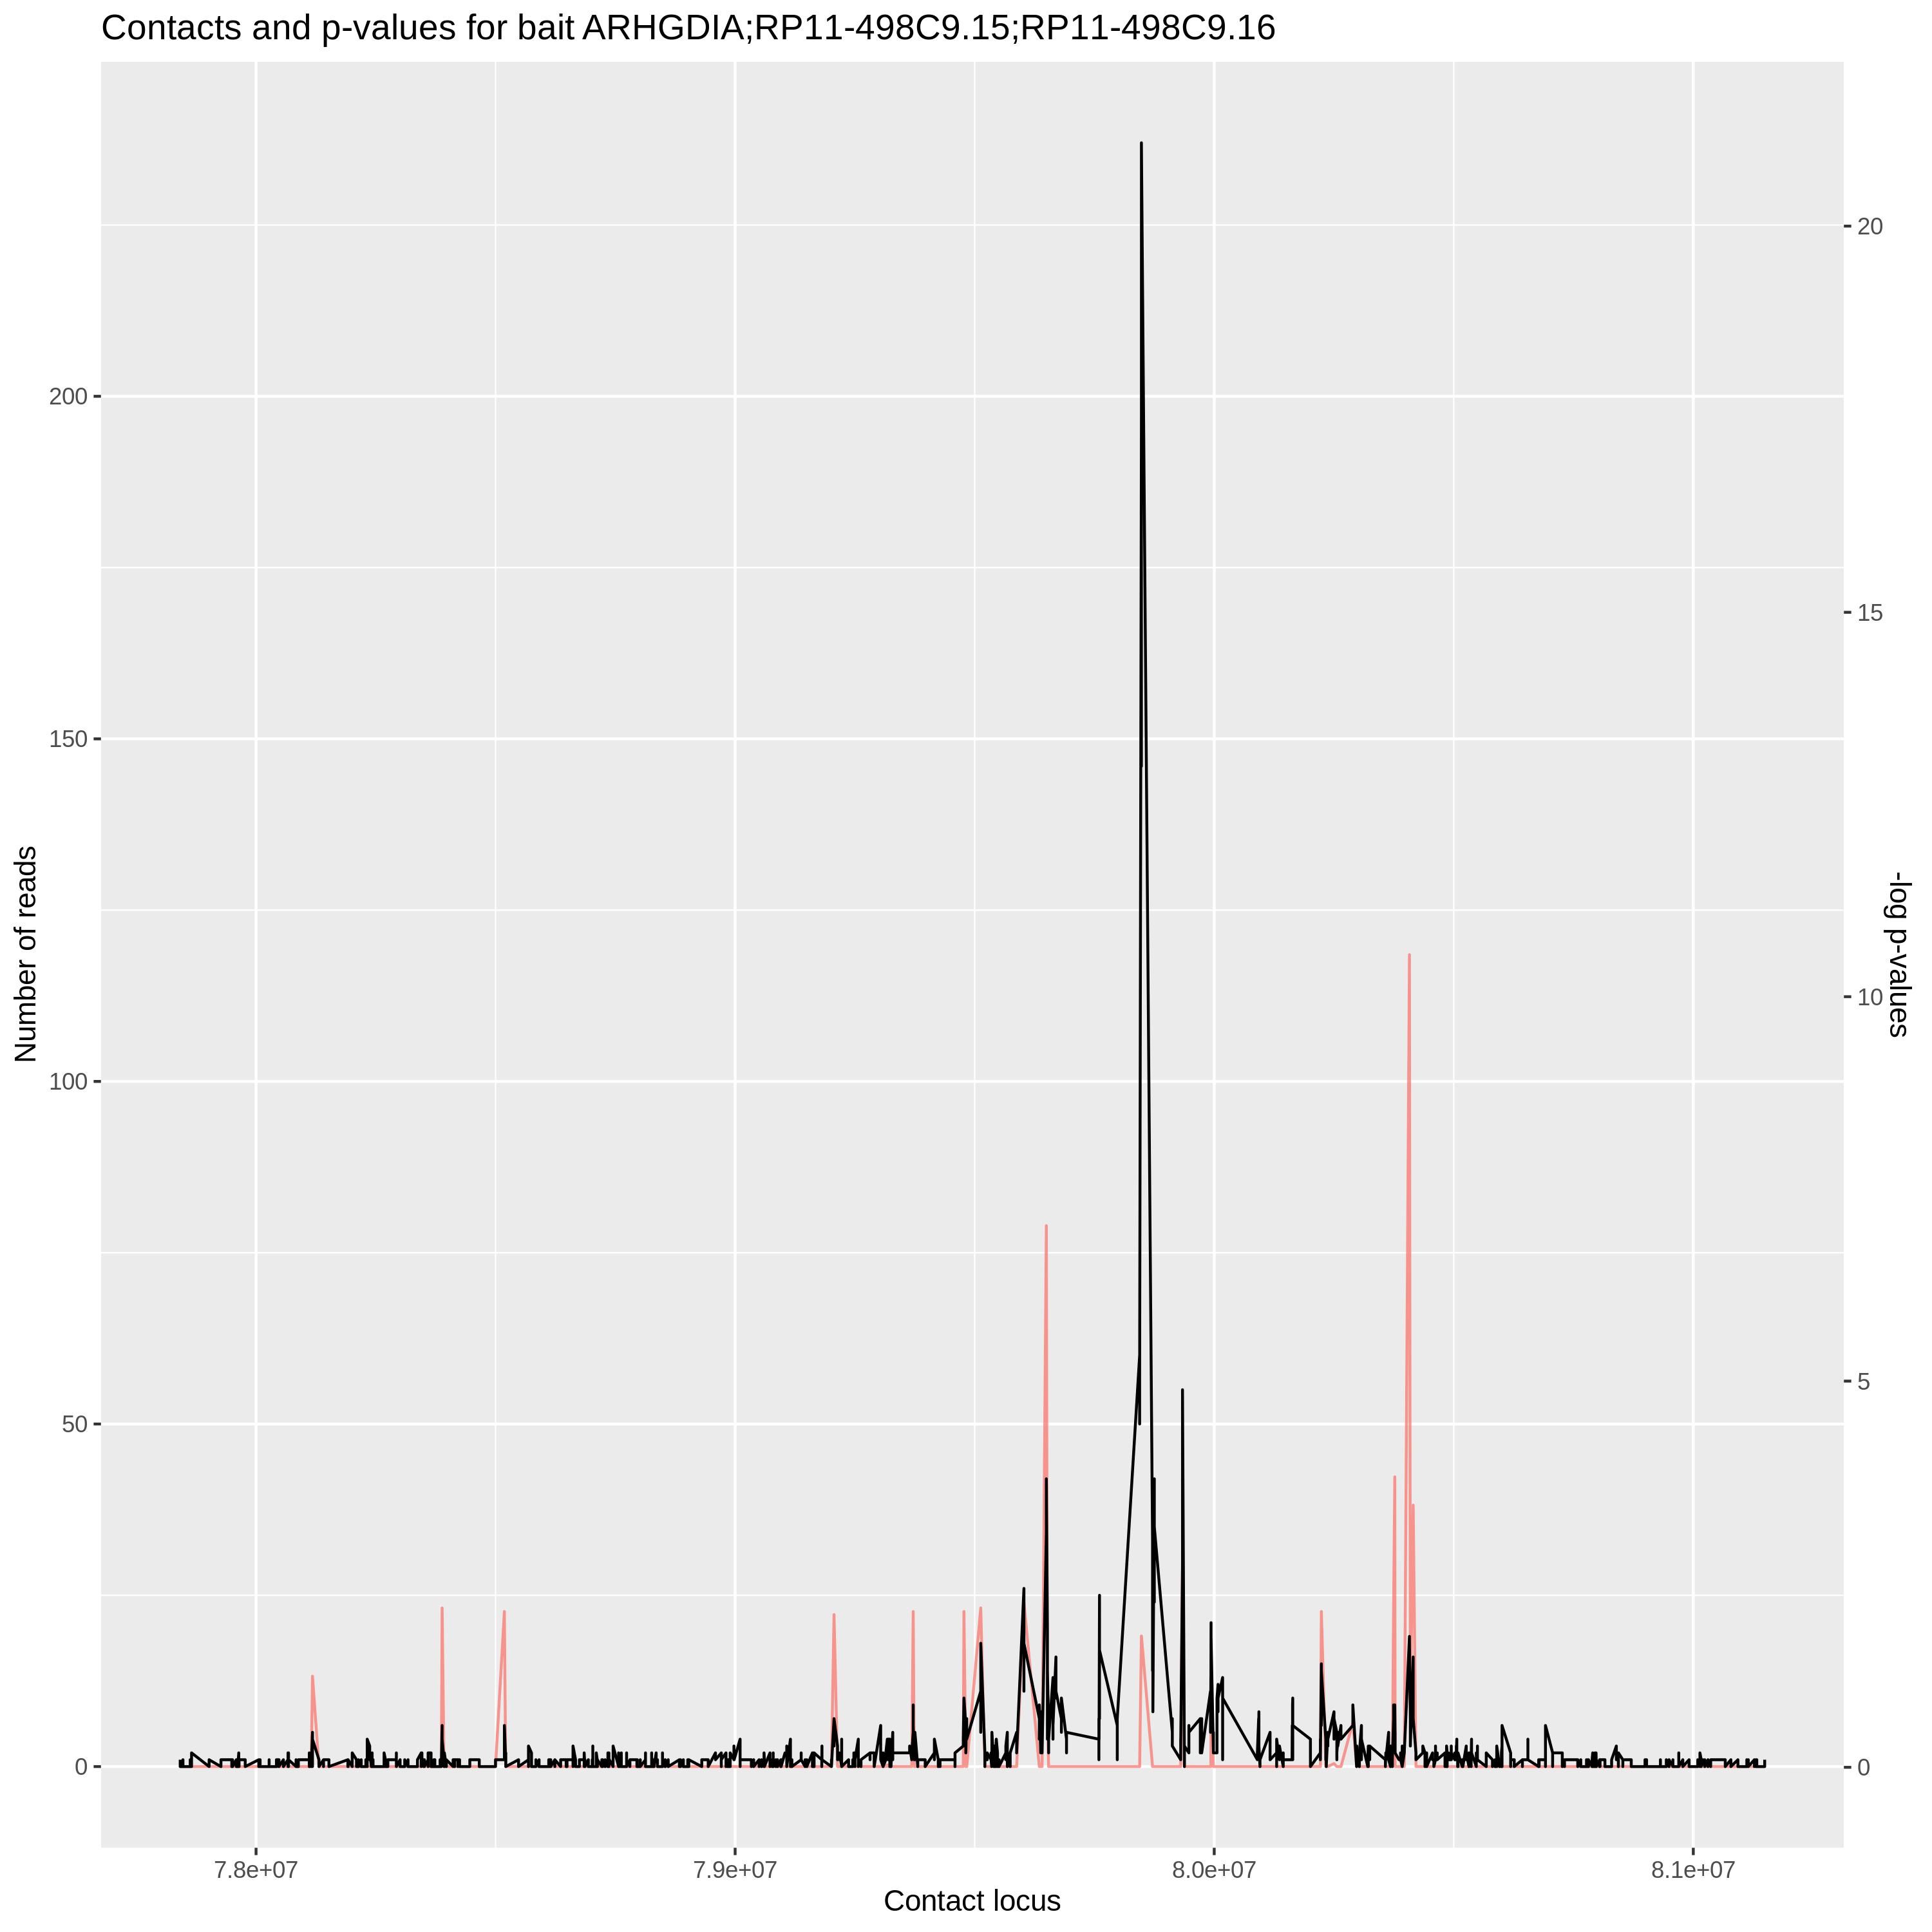 Contacts and p-values for bait ARHGDIA;RP11-498C9.15;RP11-498C9.16
Number of reads
200
150
100
50
0
20
15
10
5
0
-log p-values
7.8e+07 7.9e+07 8.0e+07 8.1e+07
Contact locus